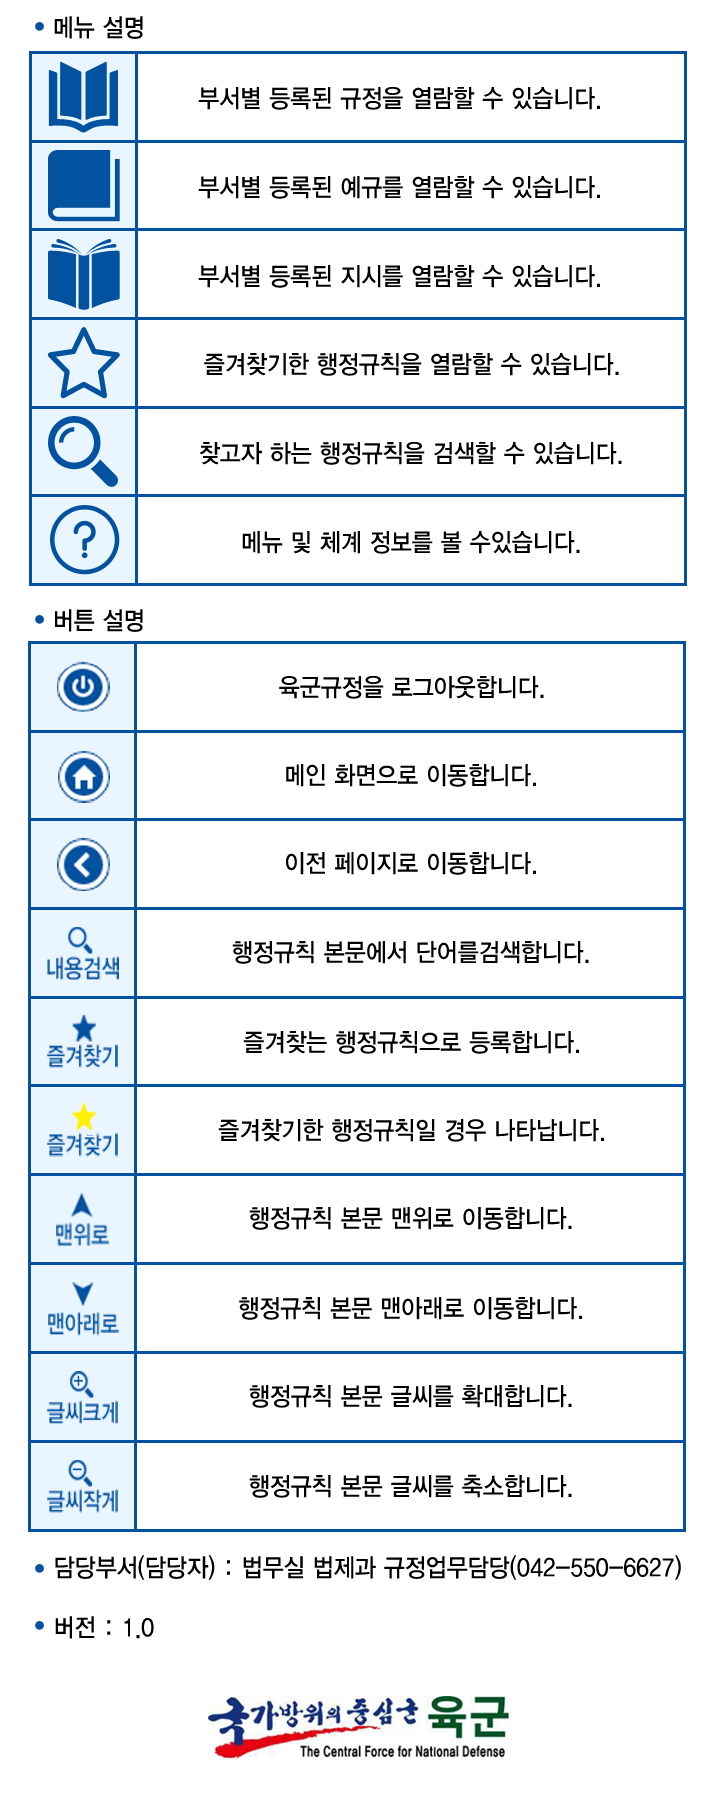 • 메뉴 설명
부서별 등록된 규정을 열람할 수 있습니다.
부서별 등록된 예규를 열람할 수 있습니다.
부서별 등록된 지시를 열람할 수 있습니다.
즐겨찾기한 행정규칙을 열람할 수 있습니다.
찾고자 하는 행정규칙을 검색할 수 있습니다.
?
메뉴 및 체계 정보를 볼 수있습니다.
• 버튼 설명
육군규정을 로그아웃합니다.
메인 화면으로 이동합니다.
이전 페이지로 이동합니다.
내용검색
행정규칙 본문에서 단어를검색합니다.
즐겨찾기
즐겨찾는 행정규칙으로 등록합니다.
즐겨찾기
즐겨찾기한 행정규칙일 경우 나타납니다.
맨위로
행정규칙 본문 맨위로 이동합니다.
맨아래로
행정규칙 본문 맨아래로 이동합니다.
글씨크게
행정규칙 본문 글씨를 확대합니다.
글씨작게
행정규칙 본문 글씨를 축소합니다.
• 담당부서(담당자) : 법무실 법제과 규정업무담당(042-550-6627)
• 버전 : 1.0
국가방위의 중심군 육군
The Central Force for National Defense